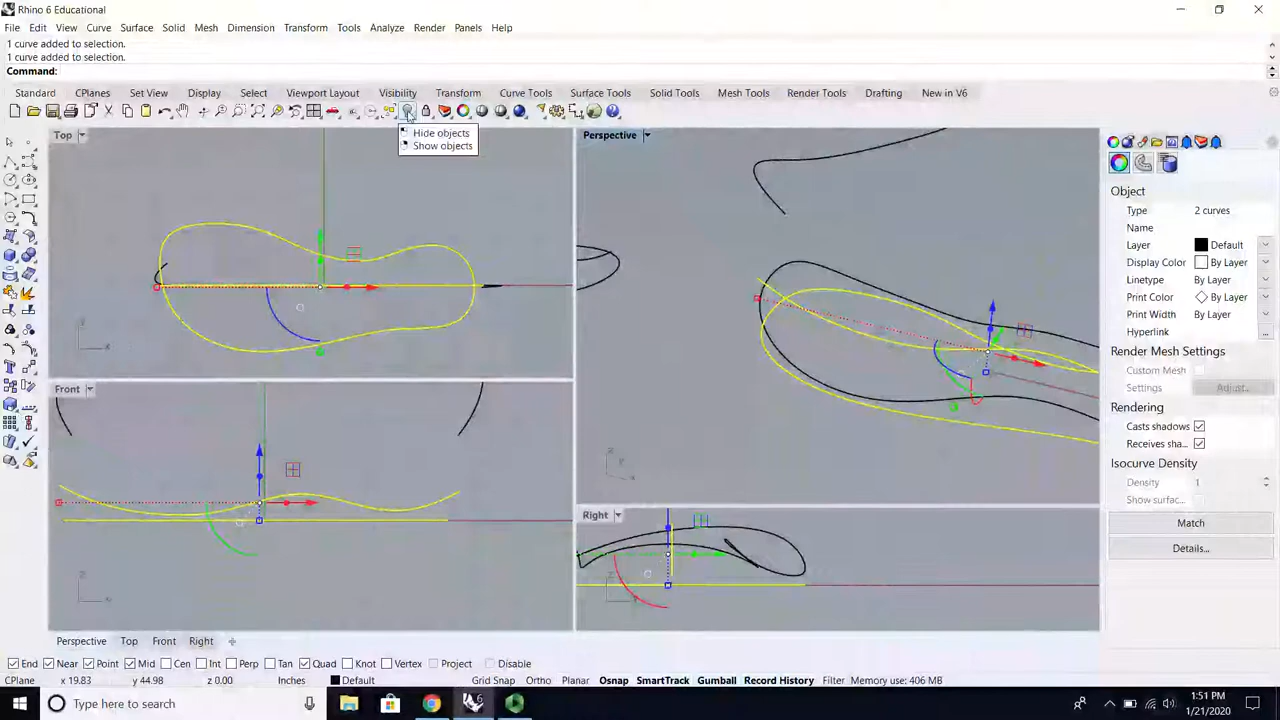 Rhino 6 Educational
File Edit View Curve Surface Solid Mesh Dimension Transform Tools Analyze Render Panels Help
1 curve added to selection.
1 curve added to selection.
Command:
Standard CPlanes Set View Display Select Viewport Layout Visibility Transform Curve Tools Surface Tools Solid Tools Mesh Tools Render Tools Drafting New in V6
Hide objects
Show objects
Top
Perspective
Front
Right
Object
Type 2 curves
Name
Layer Default
Display Color By Layer
Linetype By Layer
Print Color By Layer
Print Width By Layer
Hyperlink ...
Render Mesh Settings
Custom Mesh
Settings Adjust...
Rendering
Casts shadows
Receives sha...
Isocurve Density
Density 1
Show surfac...
Match
Details...
Perspective Top Front Right
End Near Point Mid Cen Int Perp Tan Quad Knot Vertex Project Disable
CPlane x 19.83 y 44.98 z 0.00 Inches Default Grid Snap Ortho Planar Osnap SmartTrack Gumball Record History Filter Memory use: 406 MB
Type here to search
1:51 PM
1/21/2020